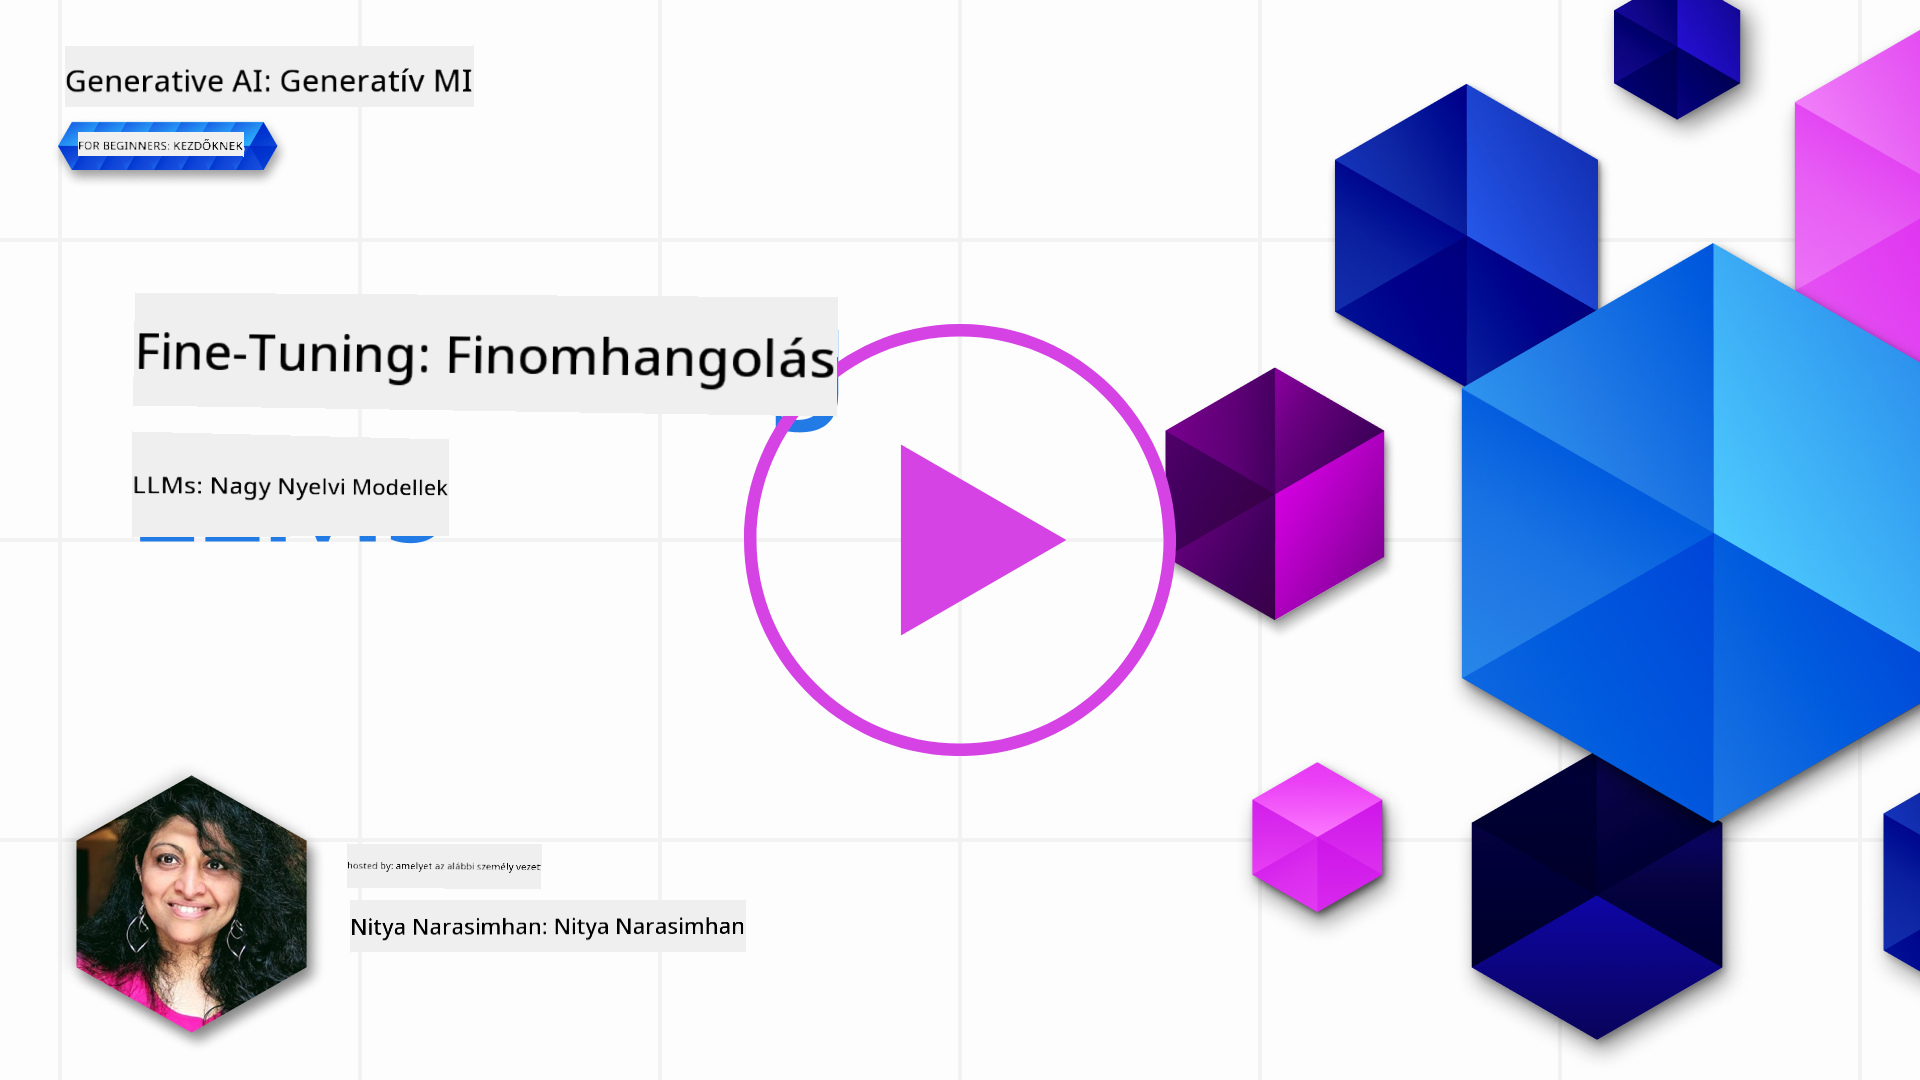 Generative AI: Generatív MI
FOR BEGINNERS: KEZDŐKNEK
Fine-Tuning: Finomhangolás
LLMs: Nagy Nyelvi Modellek
hosted by: amelyet az alábbi személy vezet
Nitya Narasimhan: Nitya Narasimhan